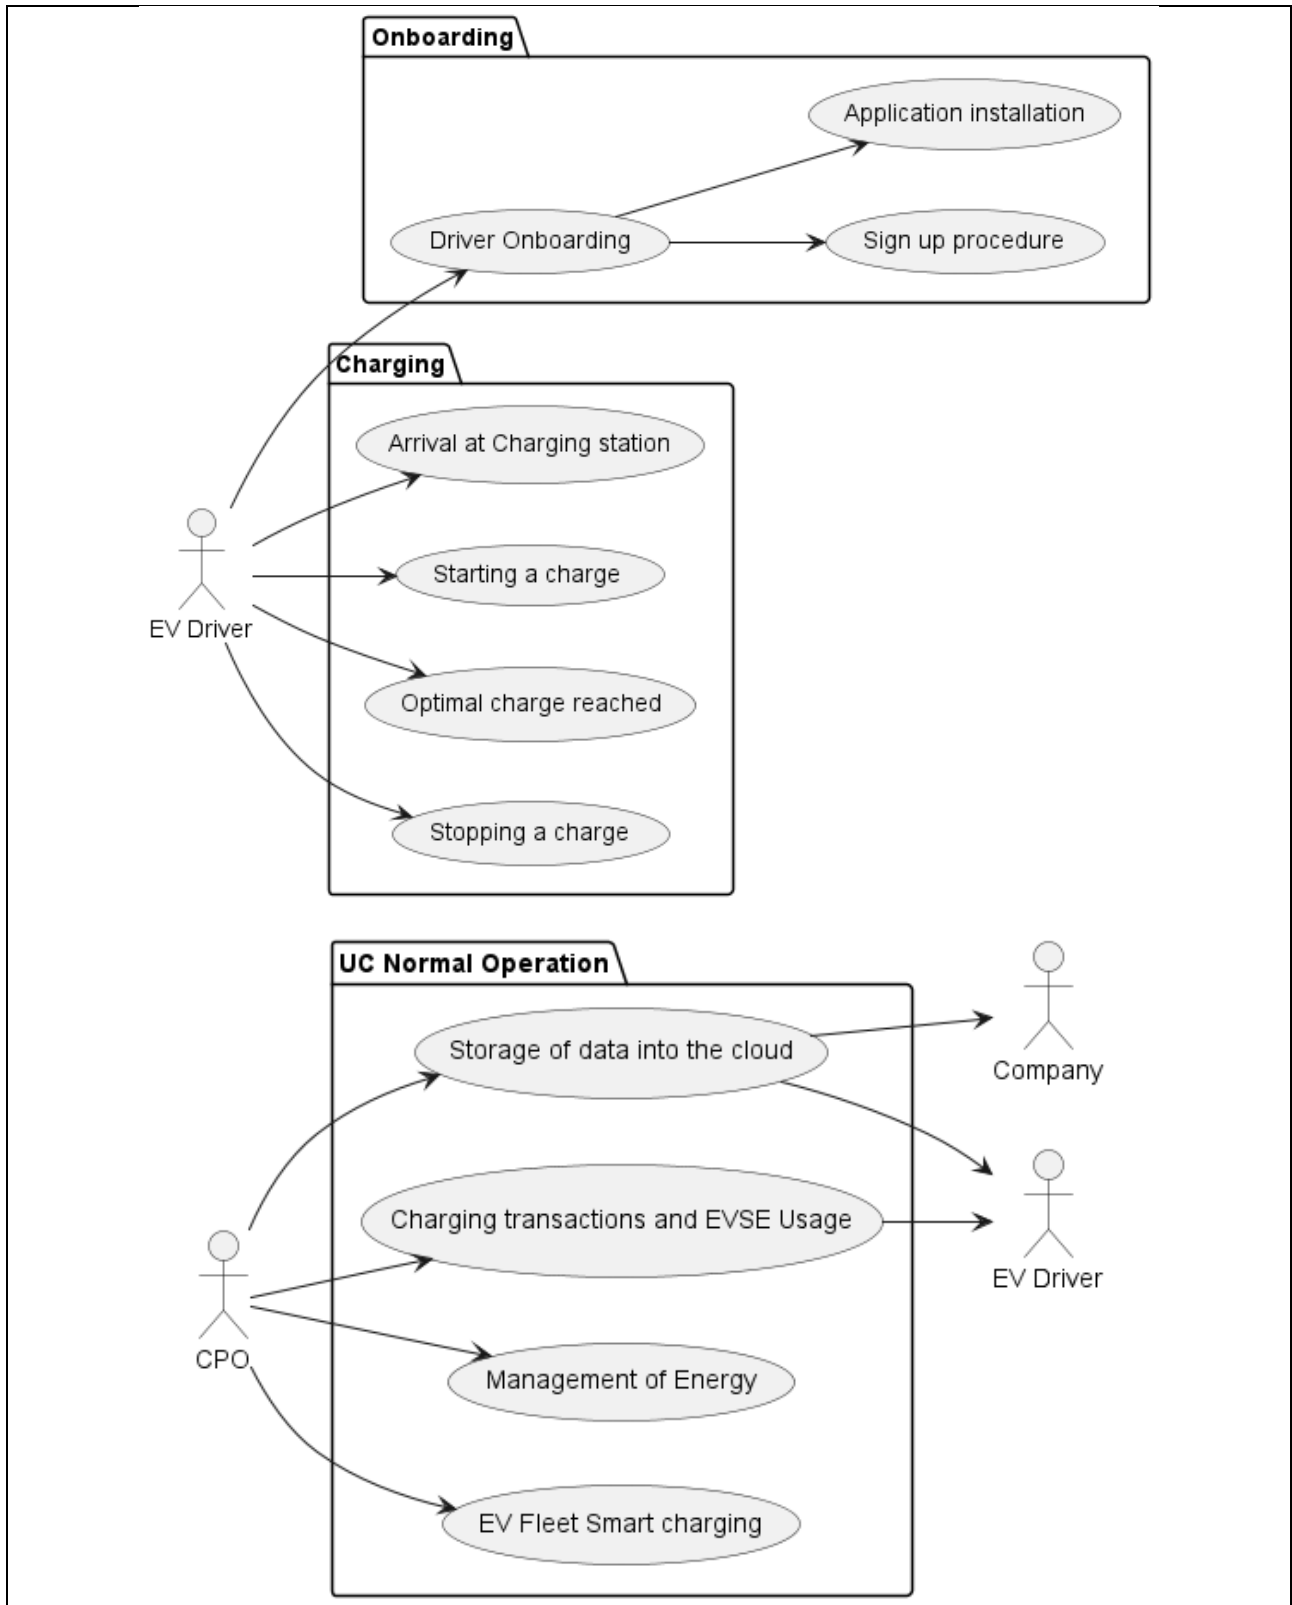 Onboarding
Application installation
Driver Onboarding
Sign up procedure
Charging
Arrival at Charging station
Starting a charge
EV Driver
Optimal charge reached
Stopping a charge
UC Normal Operation
Storage of data into the cloud
Company
Charging transactions and EVSE Usage
EV Driver
CPO
Management of Energy
EV Fleet Smart charging